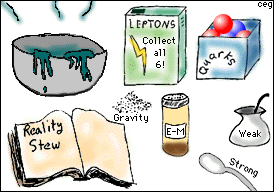 ceg
LEPTONS
Collect
all
6!
Quarks
Reality
Stew
Gravity
E-M
Weak
Strong